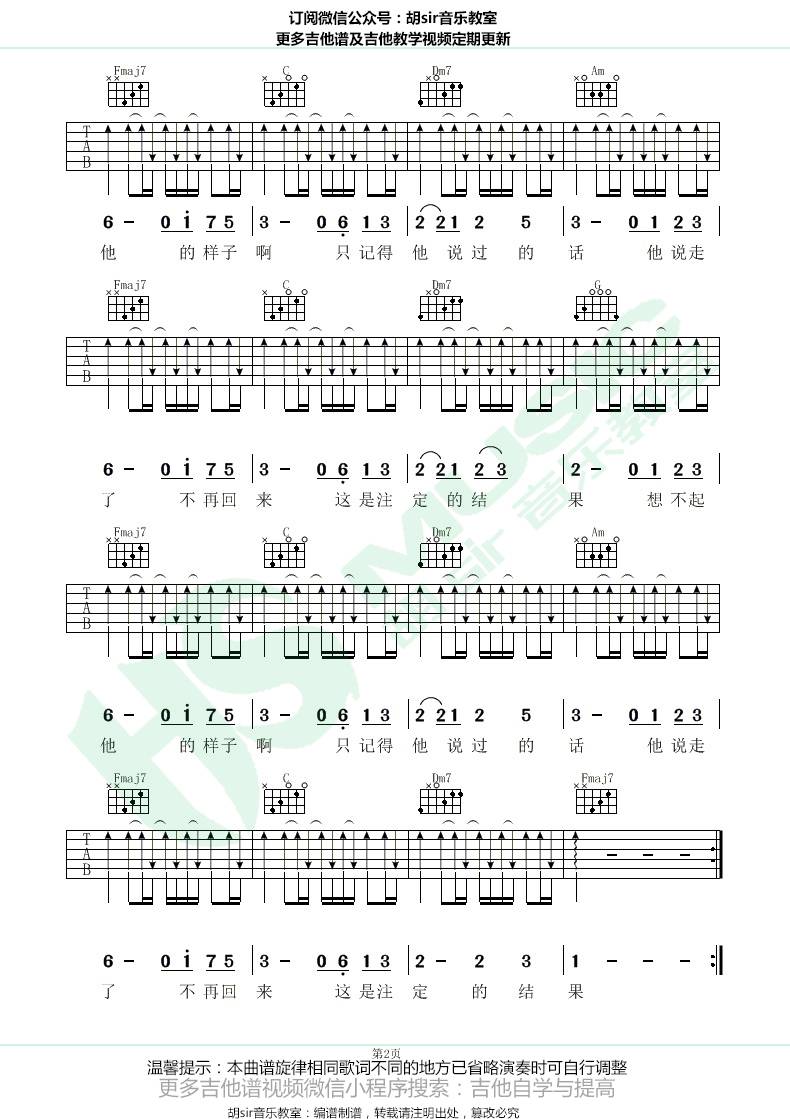 订阅微信公众号：胡sir音乐教室
更多吉他谱及吉他教学视频定期更新
Fmaj7 C Dm7 Am
T
A
B
6 - 0 1 7 5 3 - 0 6 1 3 2 2 1 2 5 3 - 0 1 2 3
他 的 样子 啊 只 记得 他 说 过 的 话 他 说走
Fmaj7 C Dm7 G
T
A
B
6 - 0 1 7 5 3 - 0 6 1 3 2 2 1 2 3 2 - 0 1 2 3
了 不 再回 来 这 是注 定 的 结 果 想 不起
Fmaj7 C Dm7 Am
T
A
B
6 - 0 1 7 5 3 - 0 6 1 3 2 2 1 2 5 3 - 0 1 2 3
他 的 样子 啊 只 记得 他 说 过 的 话 他 说走
Fmaj7 C Dm7 Fmaj7
T
A
B
6 - 0 1 7 5 3 - 0 6 1 3 2 - 2 3 1 - - -
了 不 再回 来 这 是注 定 的 结 果
HS MUSIC
胡sir音乐教室
第2页
温馨提示：本曲谱旋律相同歌词不同的地方已省略演奏时可自行调整
更多吉他谱视频微信小程序搜索：吉他自学与提高
胡sir音乐教室：编谱制谱，转载请注明出处，篡改必究